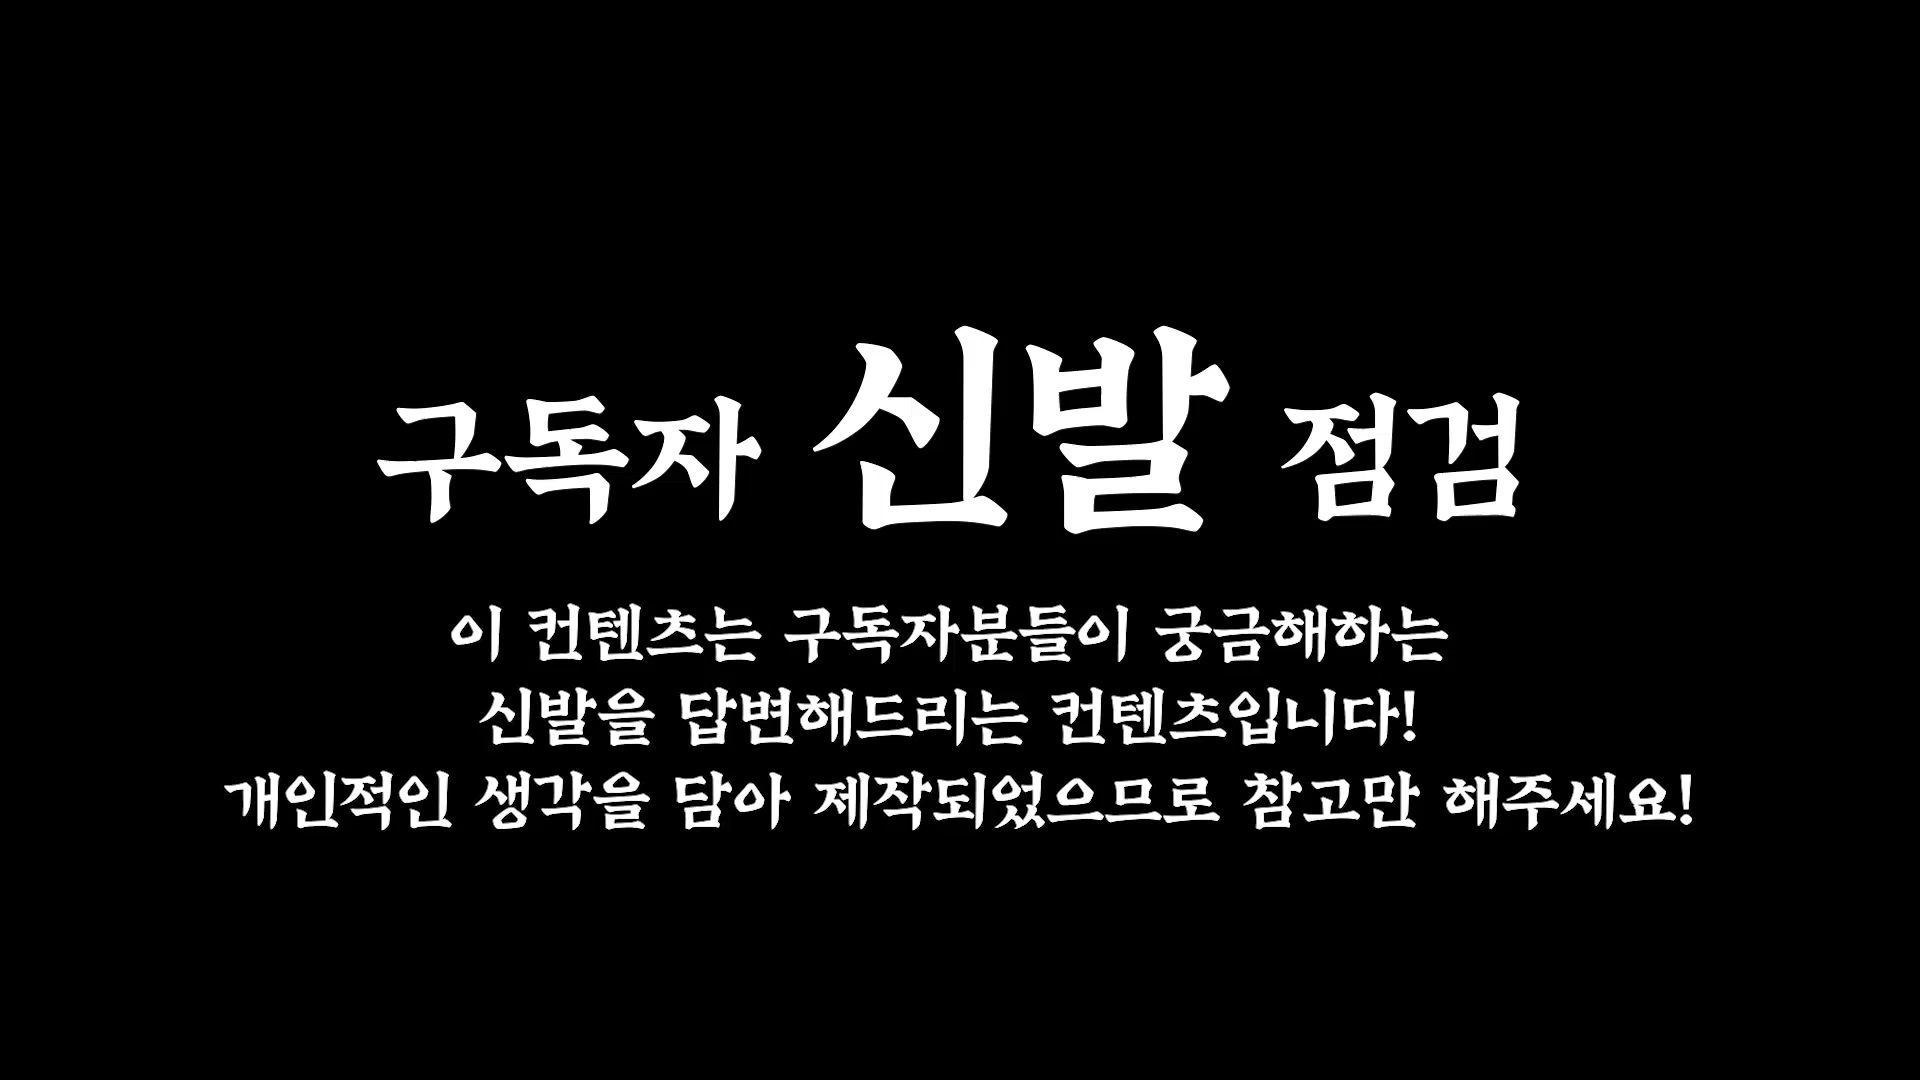 구독자 신발 점검
이 컨텐츠는 구독자분들이 궁금해하는
신발을 답변해드리는 컨텐츠입니다!
개인적인 생각을 담아 제작되었으므로 참고만 해주세요!